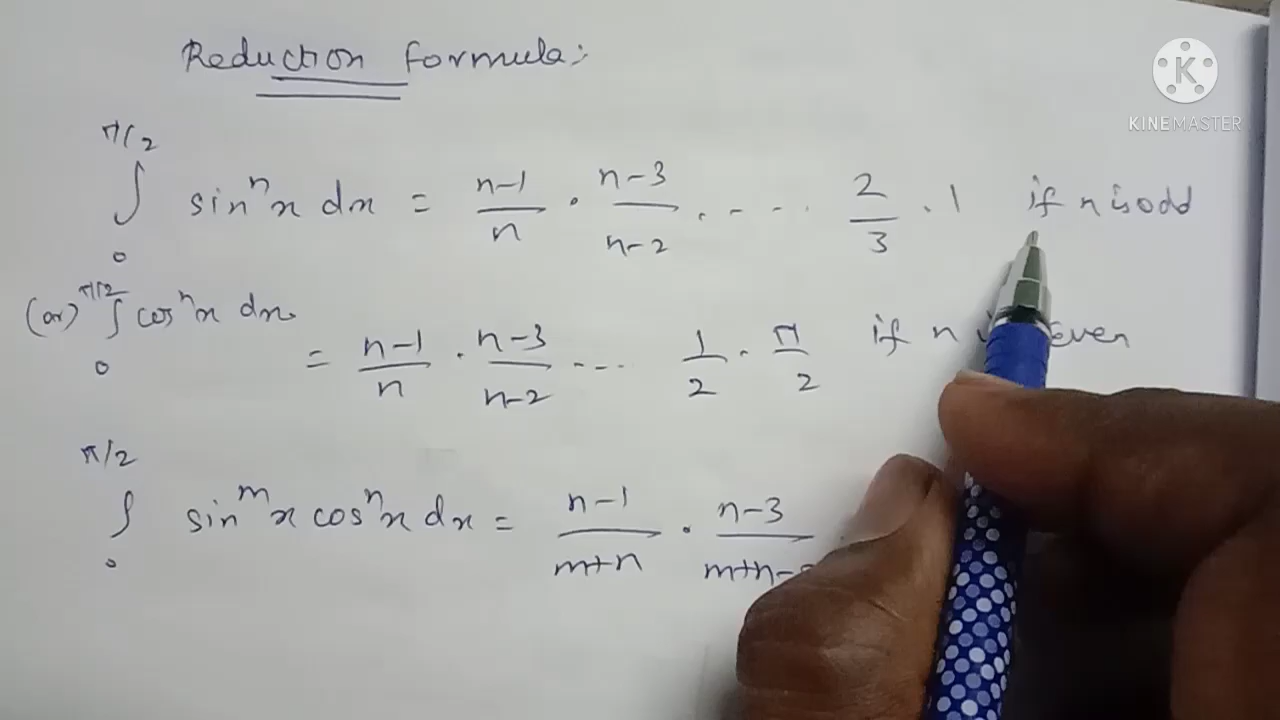 Reduction formula:
K
KINEMASTER
π/2
∫ sinⁿx dx = n-1/n · n-3/n-2 . - - . 2/3 . 1 if n is odd
0
(or) π/2 ∫ 0 cosⁿx dx
= n-1/n · n-3/n-2 ... 1/2 · π/2 if n even
π/2
∫ sinᵐx cosⁿx dx = n-1/m+n · n-3/m+n-
0